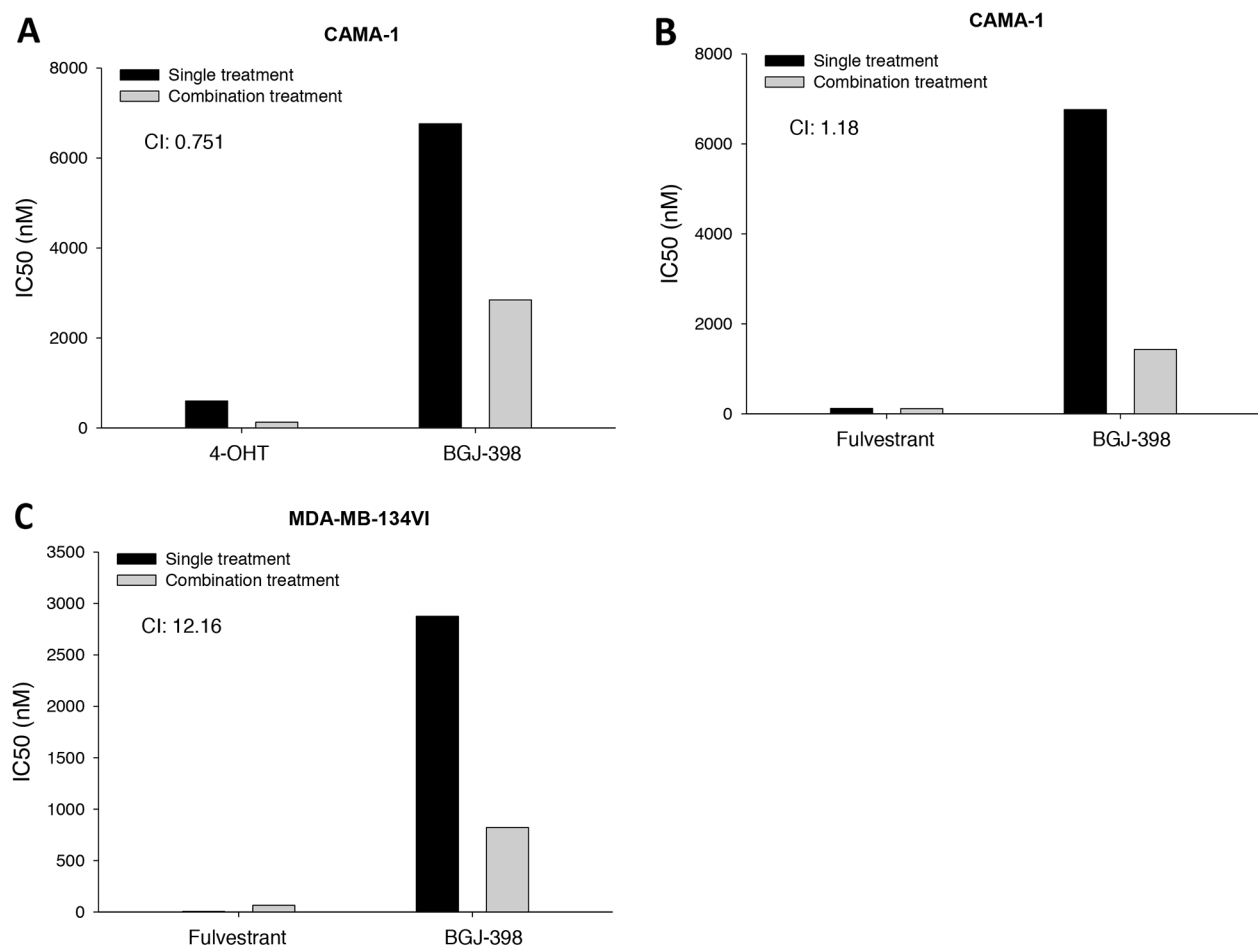 A
CAMA-1
8000
6000
4000
2000
0
IC50 (nM)
Single treatment
Combination treatment
CI: 0.751
4-OHT
BGJ-398
B
CAMA-1
8000
6000
4000
2000
0
IC50 (nM)
Single treatment
Combination treatment
CI: 1.18
Fulvestrant
BGJ-398
C
MDA-MB-134VI
3500
3000
2500
2000
1500
1000
500
0
IC50 (nM)
Single treatment
Combination treatment
CI: 12.16
Fulvestrant
BGJ-398